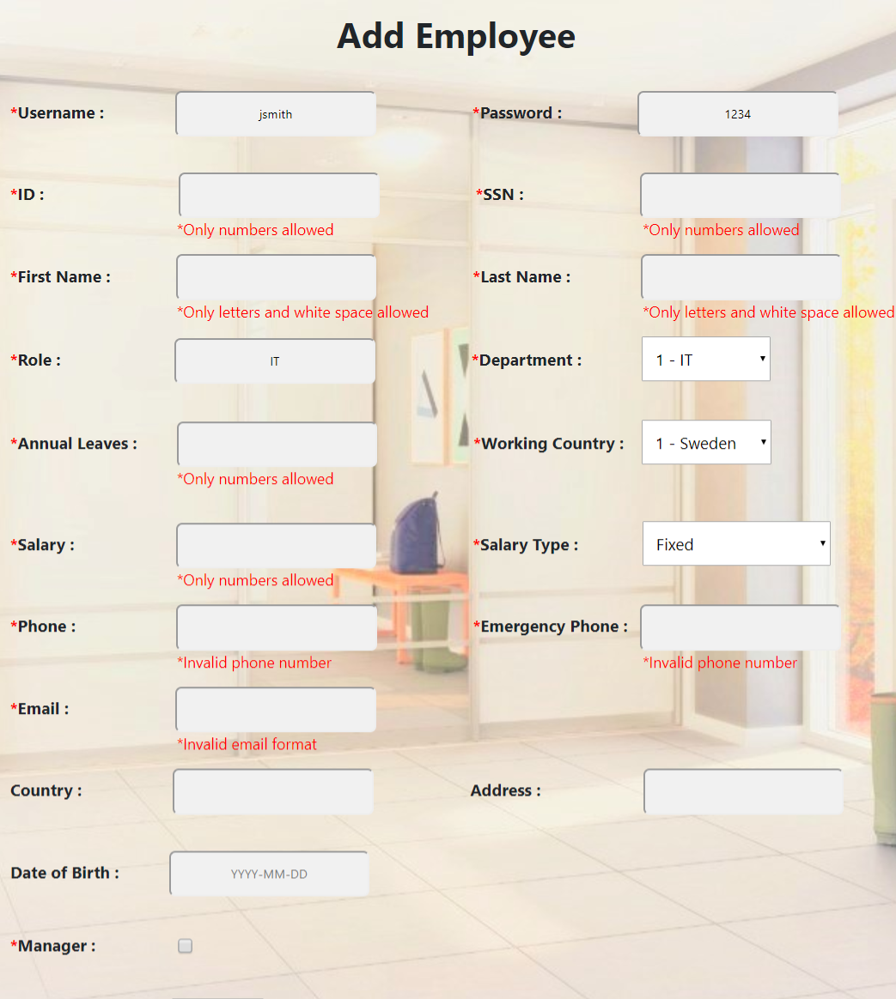 Add Employee
*Username : jsmith *Password : 1234
*ID : *SSN :
*Only numbers allowed *Only numbers allowed
*First Name : *Last Name :
*Only letters and white space allowed *Only letters and white space allowed
*Role : IT *Department : 1 - IT
*Annual Leaves : *Working Country : 1 - Sweden
*Only numbers allowed
*Salary : *Salary Type : Fixed
*Only numbers allowed
*Phone : *Emergency Phone :
*Invalid phone number *Invalid phone number
*Email :
*Invalid email format
Country : Address :
Date of Birth : YYYY-MM-DD
*Manager :